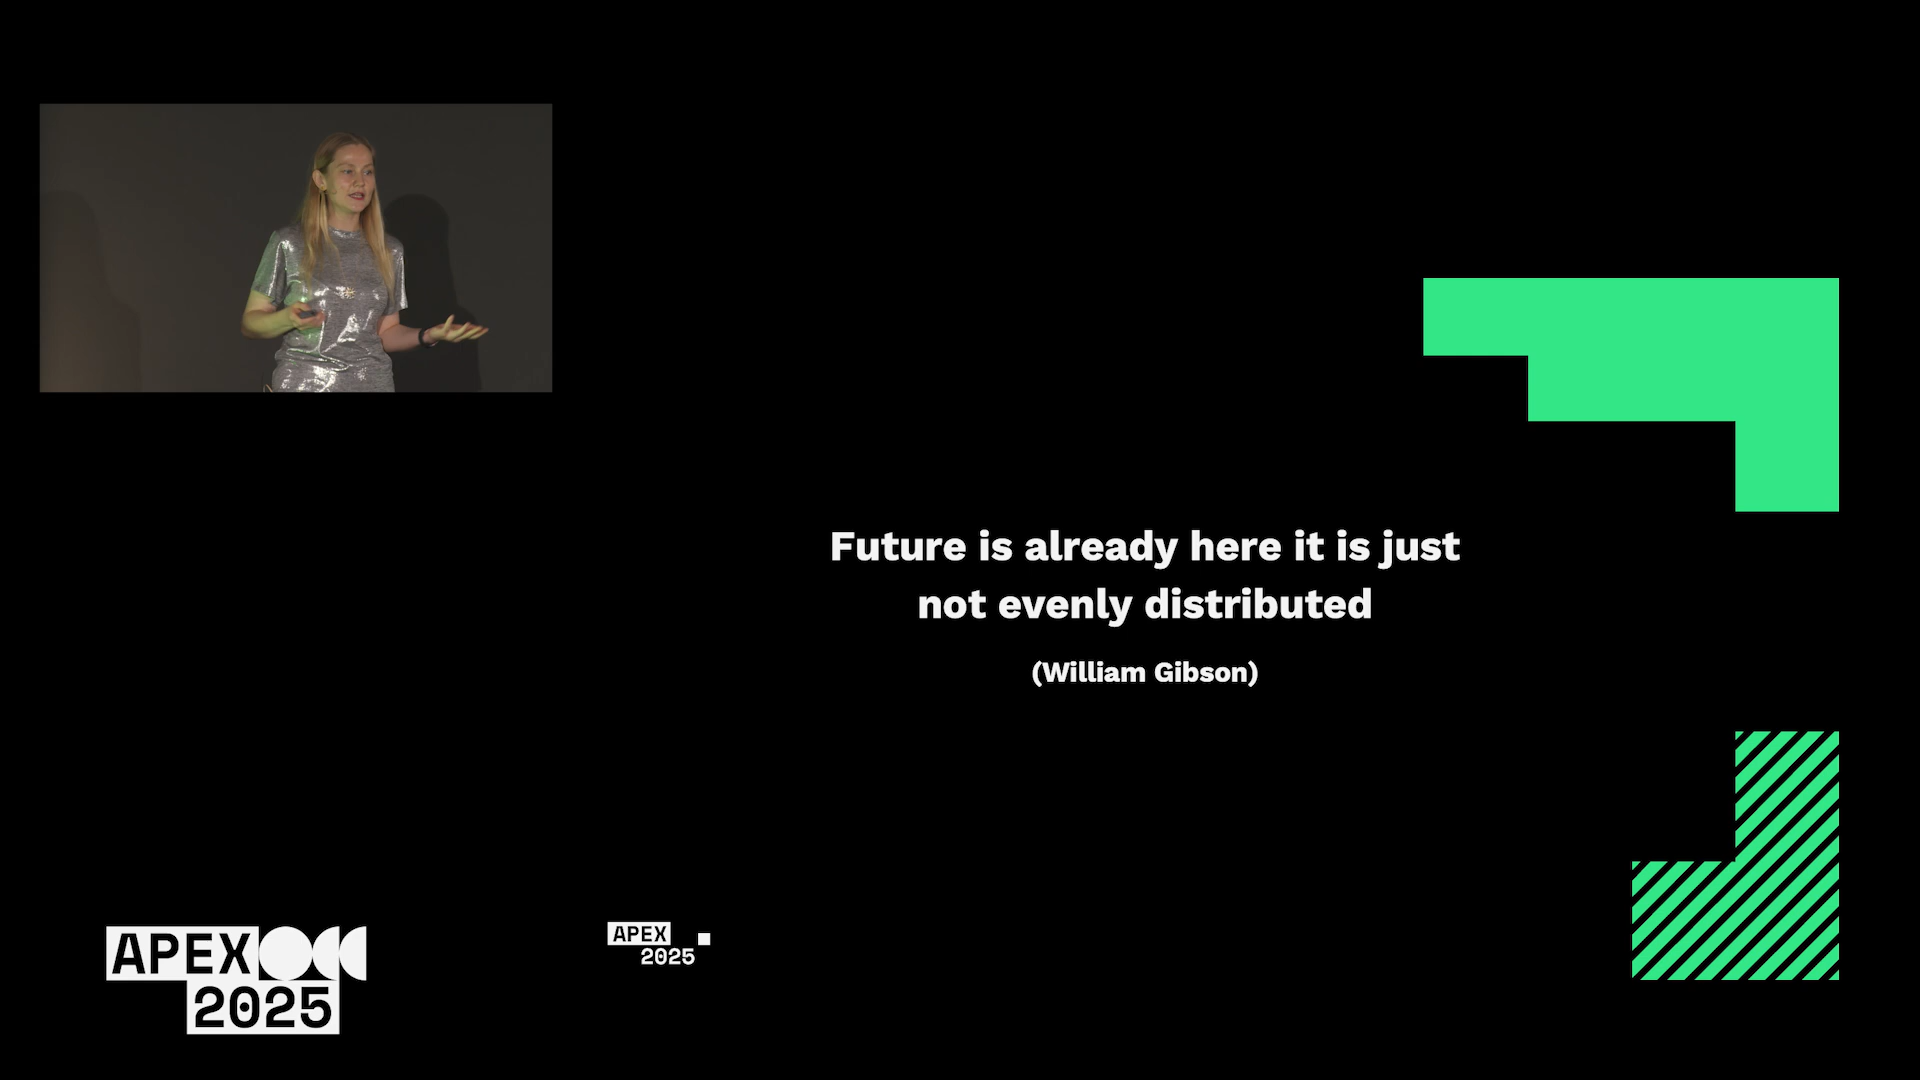 Future is already here it is just
not evenly distributed
(William Gibson)
APEX
2025
APEX
2025